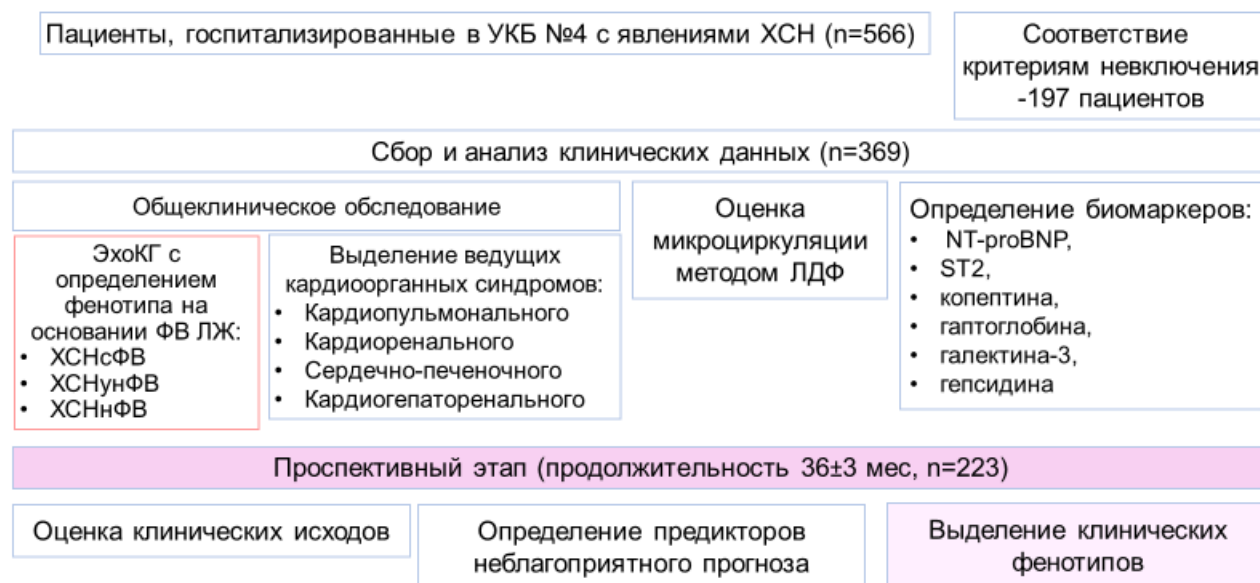 Пациенты, госпитализированные в УКБ №4 с явлениями ХСН (n=566)
Соответствие
критериям невключения
-197 пациентов
Сбор и анализ клинических данных (n=369)
Общеклиническое обследование
ЭхоКГ с
определением
фенотипа на
основании ФВ ЛЖ:
• ХСНсФВ
• ХСНунФВ
• ХСНнФВ
Выделение ведущих
кардиоорганных синдромов:
• Кардиопульмонального
• Кардиоренального
• Сердечно-печеночного
• Кардиогепаторенального
Оценка
микроциркуляции
методом ЛДФ
Определение биомаркеров:
• NT-proBNP,
• ST2,
• копептина,
• гаптоглобина,
• галектина-3,
• гепсидина
Проспективный этап (продолжительность 36±3 мес, n=223)
Оценка клинических исходов
Определение предикторов
неблагоприятного прогноза
Выделение клинических
фенотипов